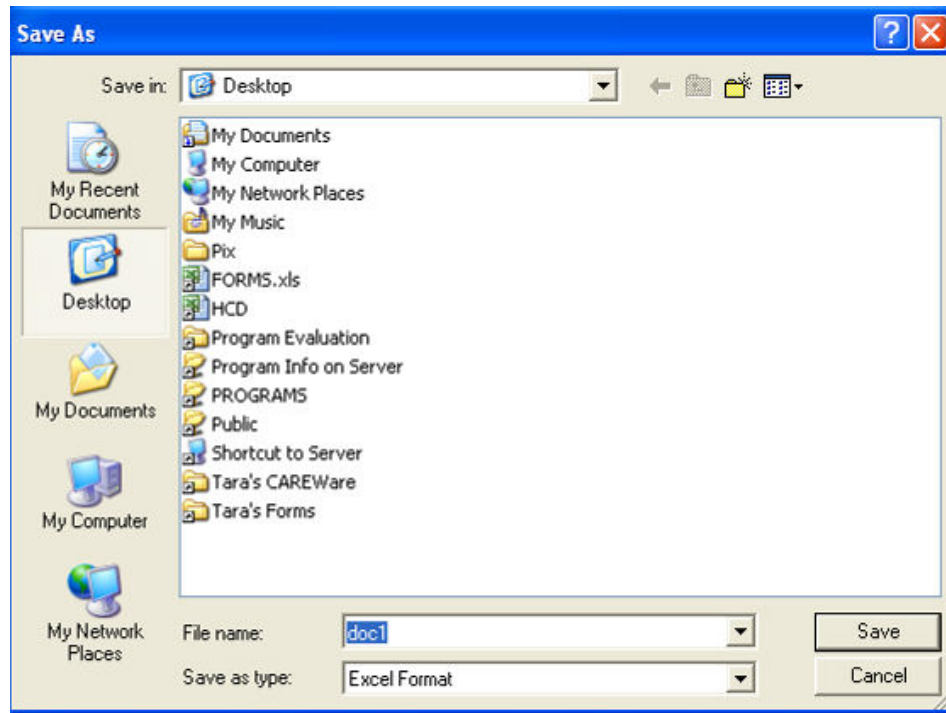 Save As
Save in:
Desktop
My Recent
Documents
Desktop
My Documents
My Computer
My Network
Places
My Documents
My Computer
My Network Places
My Music
Pix
FORMS.xls
HCD
Program Evaluation
Program Info on Server
PROGRAMS
Public
Shortcut to Server
Tara's CAREWare
Tara's Forms
File name:
doc1
Save
Save as type:
Excel Format
Cancel